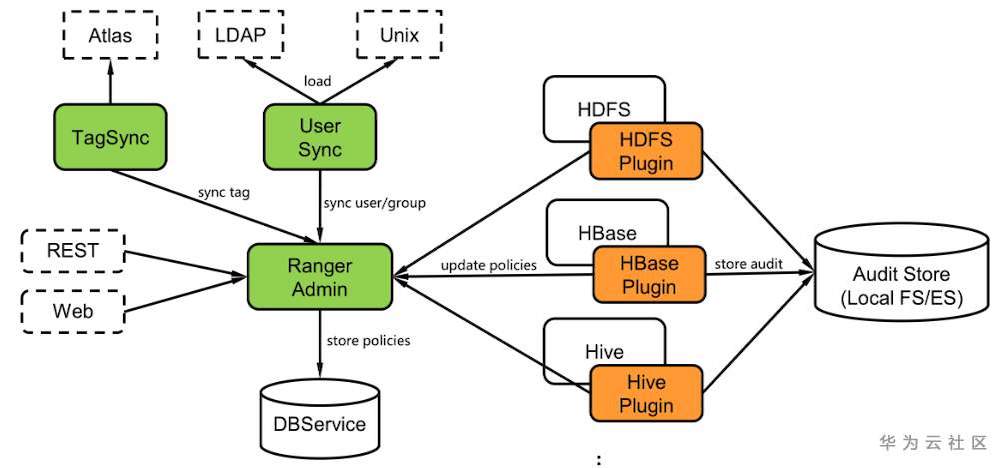 Atlas
LDAP
Unix
load
TagSync
User
Sync
HDFS
HDFS
Plugin
sync tag
sync user/group
REST
Web
Ranger
Admin
update policies
HBase
HBase
Plugin
store audit
Audit Store
(Local FS/ES)
store policies
Hive
Hive
Plugin
DBService
:
华为云社区